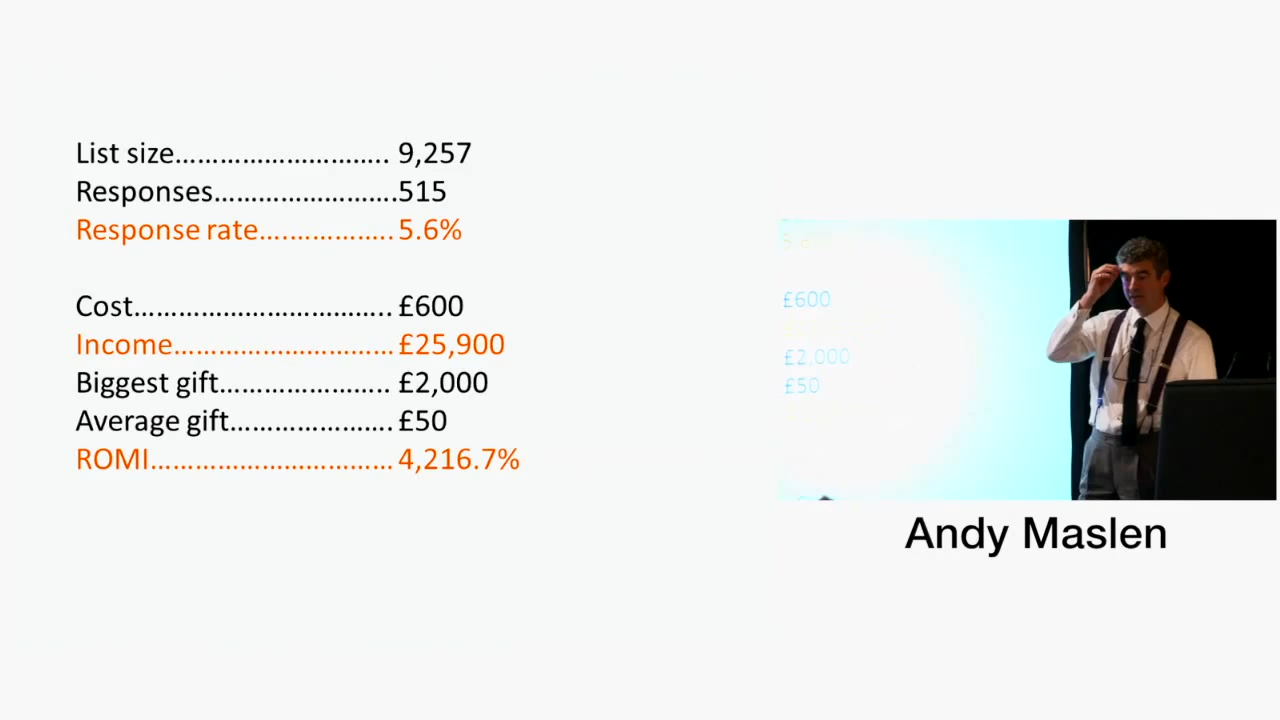 List size……………………….. 9,257
Responses…………………….515
Response rate….………….. 5.6%
Cost…………………………….. £600
Income………………………… £25,900
Biggest gift………………….. £2,000
Average gift…………………. £50
ROMI…………………………… 4,216.7%
£600
£2,000
£50
Andy Maslen